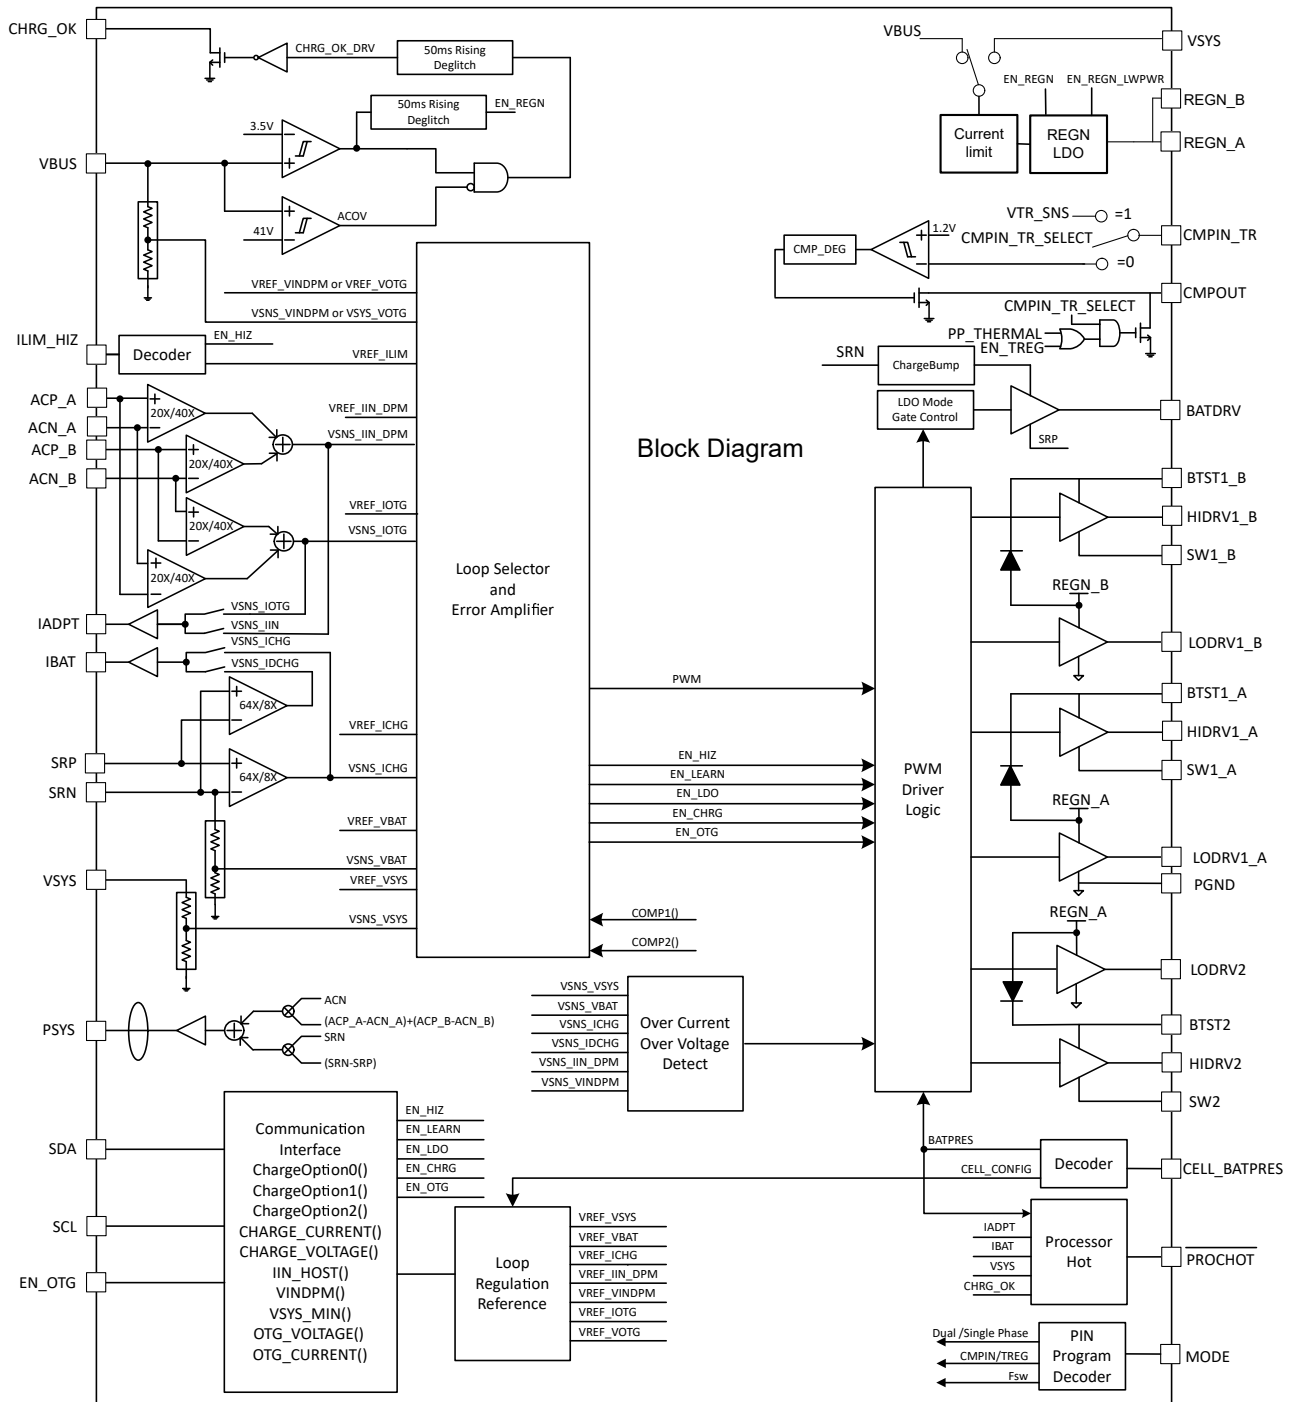 CHRG_OK
CHRG_OK_DRV
50ms Rising
Deglitch
50ms Rising
Deglitch
EN_REGN
3.5V
VBUS
ACOV
41V
VREF_VINDPM or VREF_VOTG
VSNS_VINDPM or VSYS_VOTG
ILIM_HIZ
Decoder
EN_HIZ
VREF_ILIM
ACP_A
ACN_A
ACP_B
ACN_B
20X/40X
20X/40X
20X/40X
20X/40X
VREF_IIN_DPM
VSNS_IIN_DPM
VREF_IOTG
VSNS_IOTG
IADPT
VSNS_IOTG
VSNS_IIN
IBAT
VSNS_ICHG
VSNS_IDCHG
64X/8X
64X/8X
VREF_ICHG
VSNS_ICHG
SRP
SRN
VREF_VBAT
VSNS_VBAT
VREF_VSYS
VSYS
VSNS_VSYS
Loop Selector
and
Error Amplifier
Block Diagram
PWM
EN_HIZ
EN_LEARN
EN_LDO
EN_CHRG
EN_OTG
COMP1()
COMP2()
PWM
Driver
Logic
VBUS
VSYS
EN_REGN
EN_REGN_LWPWR
REGN_B
REGN_A
Current
limit
REGN
LDO
VTR_SNS
=1
CMPIN_TR_SELECT
=0
CMPIN_TR
1.2V
CMP_DEG
CMPOUT
CMPIN_TR_SELECT
PP_THERMAL
EN_TREG
SRN
ChargeBump
LDO Mode
Gate Control
SRP
BATDRV
BTST1_B
HIDRV1_B
SW1_B
REGN_B
LODRV1_B
BTST1_A
HIDRV1_A
SW1_A
REGN_A
LODRV1_A
PGND
REGN_A
LODRV2
BTST2
HIDRV2
SW2
PSYS
ACN
(ACP_A-ACN_A)+(ACP_B-ACN_B)
SRN
(SRN-SRP)
VSNS_VSYS
VSNS_VBAT
VSNS_ICHG
VSNS_IDCHG
VSNS_IIN_DPM
VSNS_VINDPM
Over Current
Over Voltage
Detect
SDA
SCL
EN_OTG
Communication
Interface
ChargeOption0()
ChargeOption1()
ChargeOption2()
CHARGE_CURRENT()
CHARGE_VOLTAGE()
IIN_HOST()
VINDPM()
VSYS_MIN()
OTG_VOLTAGE()
OTG_CURRENT()
EN_HIZ
EN_LEARN
EN_LDO
EN_CHRG
EN_OTG
Loop
Regulation
Reference
VREF_VSYS
VREF_VBAT
VREF_ICHG
VREF_IIN_DPM
VREF_VINDPM
VREF_IOTG
VREF_VOTG
BATPRES
CELL_CONFIG
Decoder
CELL_BATPRES
IADPT
IBAT
VSYS
CHRG_OK
Processor
Hot
PROCHOT
Dual /Single Phase
CMPIN/TREG
Fsw
PIN
Program
Decoder
MODE